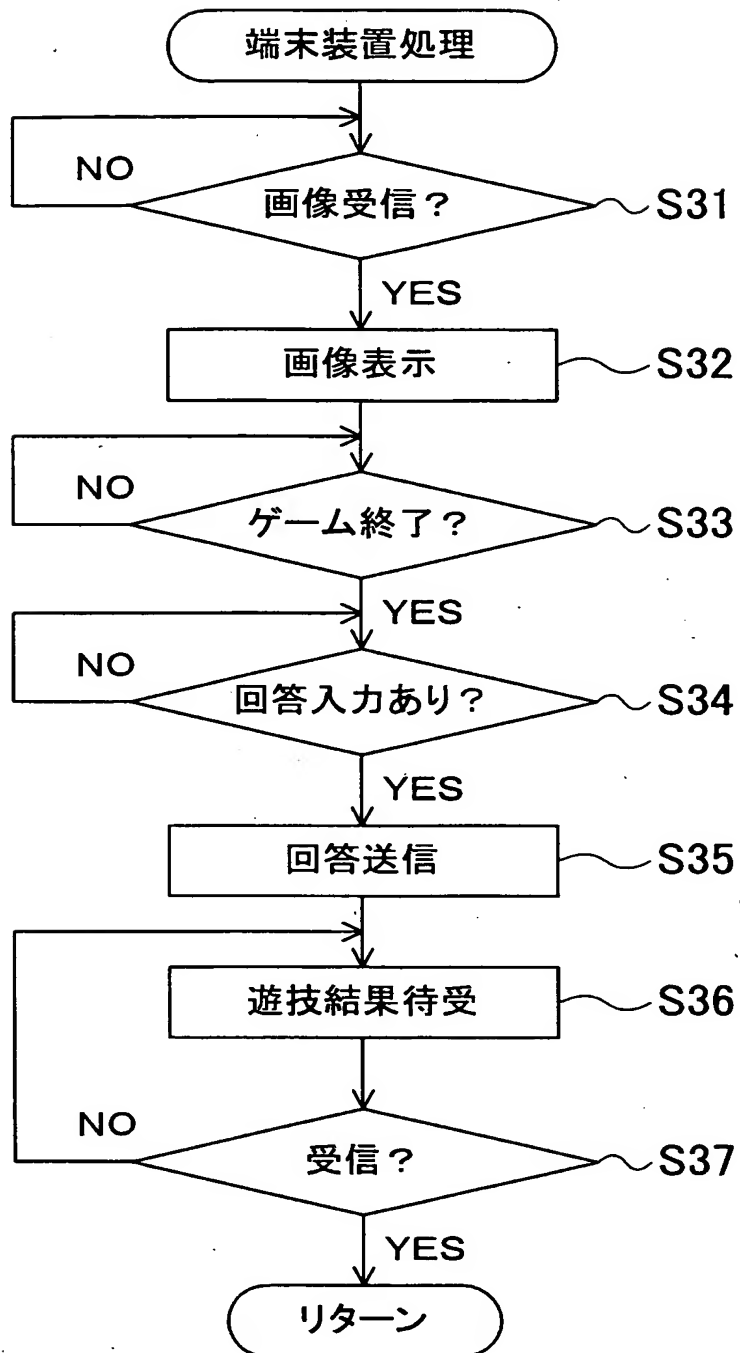 端末装置処理
NO
画像受信？
S31
YES
画像表示
S32
NO
ゲーム終了？
S33
YES
NO
回答入力あり？
S34
YES
回答送信
S35
遊技結果待受
S36
NO
受信？
S37
YES
リターン